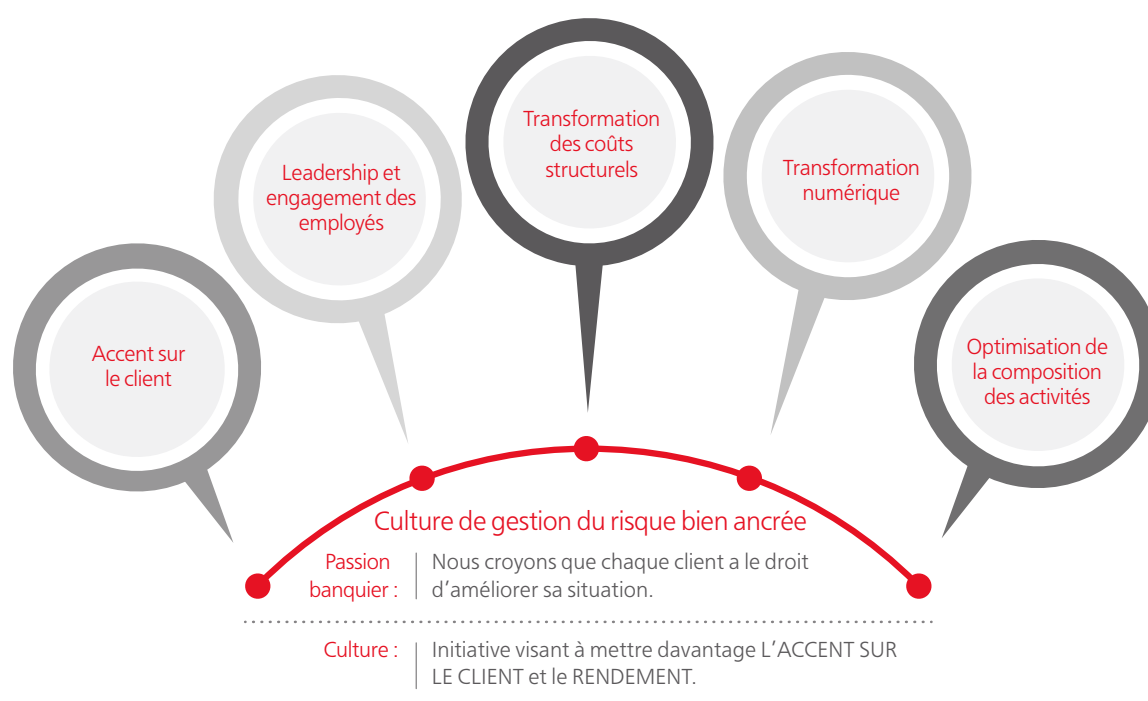 Accent sur
le client
Leadership et
engagement des
employés
Transformation
des coûts
structurels
Transformation
numérique
Optimisation de
la composition
des activités
Culture de gestion du risque bien ancrée
Passion
banquier :
Nous croyons que chaque client a le droit
d’améliorer sa situation.
Culture :
Initiative visant à mettre davantage L’ACCENT SUR
LE CLIENT et le RENDEMENT.